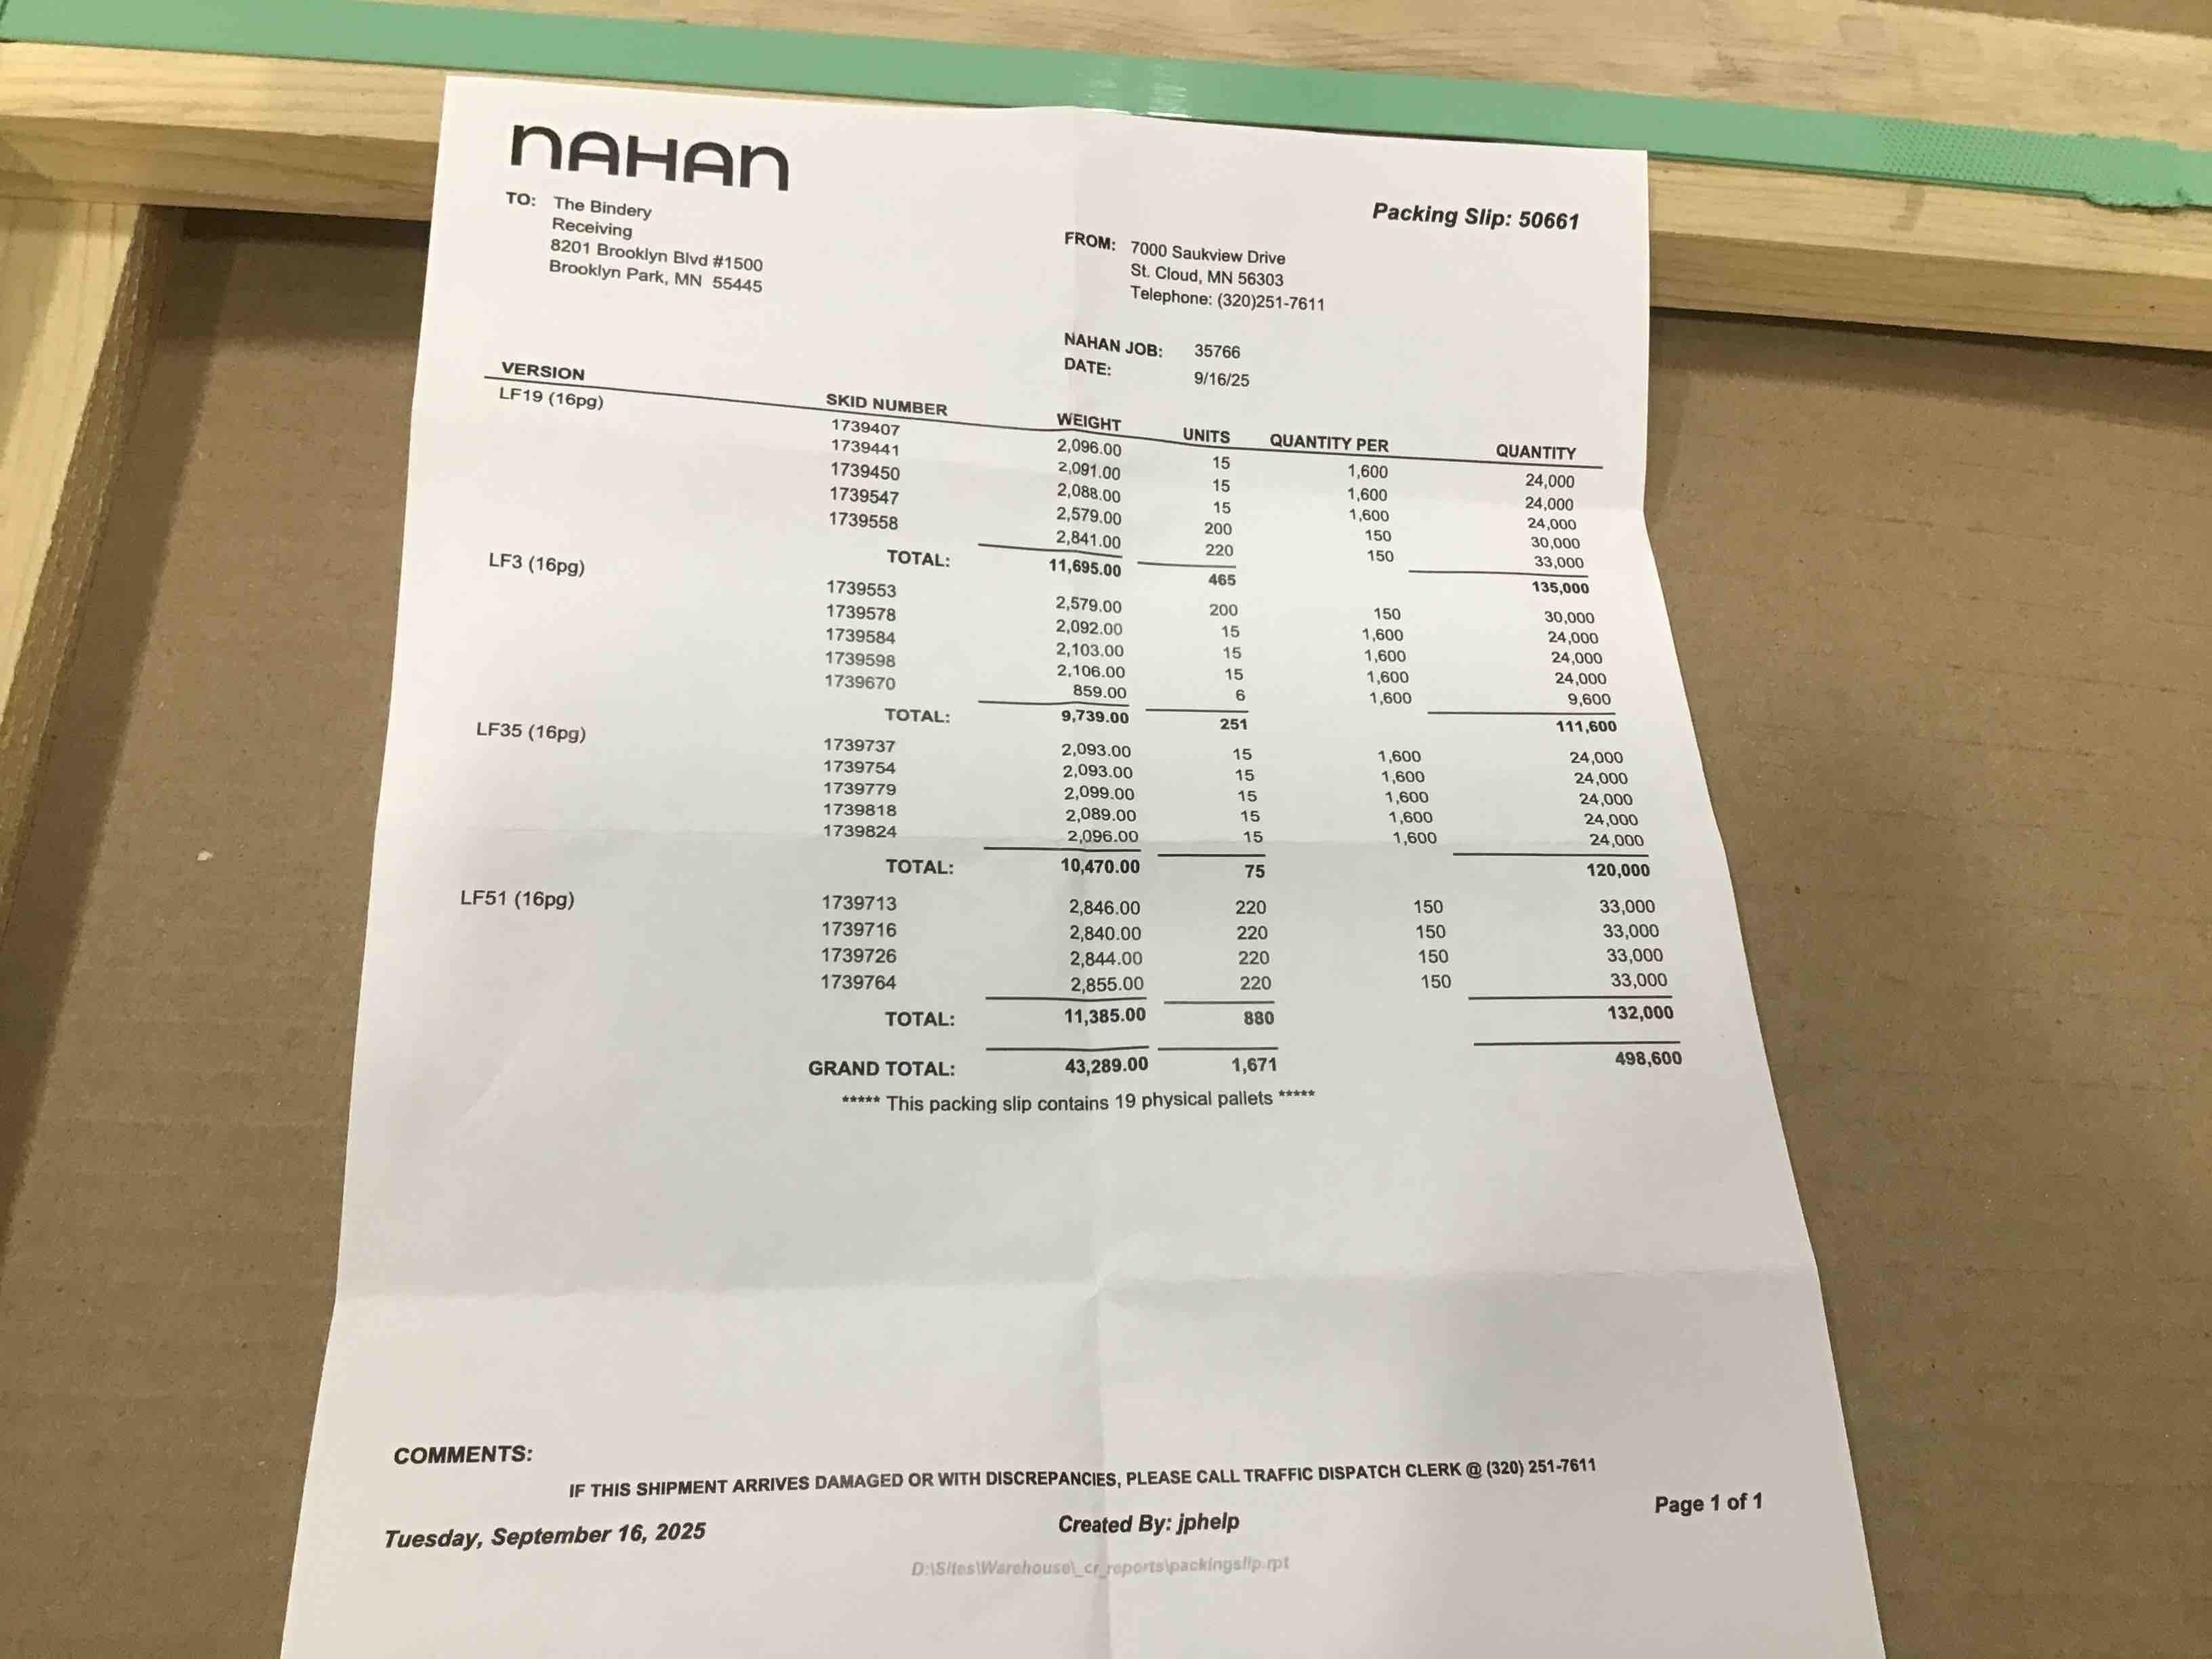 NAHAN
Packing Slip: 50661
TO: The Bindery
Receiving
8201 Brooklyn Blvd #1500
Brooklyn Park, MN 55445
FROM: 7000 Saukview Drive
St. Cloud, MN 56303
Telephone: (320)251-7611
NAHAN JOB: 35766
DATE: 9/16/25
VERSION SKID NUMBER WEIGHT UNITS QUANTITY PER QUANTITY
LF19 (16pg)
1739407 2,096.00 15 1,600 24,000
1739441 2,091.00 15 1,600 24,000
1739450 2,088.00 15 1,600 24,000
1739547 2,579.00 200 150 30,000
1739558 2,841.00 220 150 33,000
TOTAL: 11,695.00 465 135,000
LF3 (16pg)
1739553 2,579.00 200 150 30,000
1739578 2,092.00 15 1,600 24,000
1739584 2,103.00 15 1,600 24,000
1739598 2,106.00 15 1,600 24,000
1739670 859.00 6 1,600 9,600
TOTAL: 9,739.00 251 111,600
LF35 (16pg)
1739737 2,093.00 15 1,600 24,000
1739754 2,093.00 15 1,600 24,000
1739779 2,099.00 15 1,600 24,000
1739818 2,089.00 15 1,600 24,000
1739824 2,096.00 15 1,600 24,000
TOTAL: 10,470.00 75 120,000
LF51 (16pg)
1739713 2,846.00 220 150 33,000
1739716 2,840.00 220 150 33,000
1739726 2,844.00 220 150 33,000
1739764 2,855.00 220 150 33,000
TOTAL: 11,385.00 880 132,000
GRAND TOTAL: 43,289.00 1,671 498,600
***** This packing slip contains 19 physical pallets *****
COMMENTS:
IF THIS SHIPMENT ARRIVES DAMAGED OR WITH DISCREPANCIES, PLEASE CALL TRAFFIC DISPATCH CLERK @ (320) 251-7611
Tuesday, September 16, 2025 Created By: jphelp Page 1 of 1
D:\Sites\Warehouse\_cr_reports\packingslip.rpt